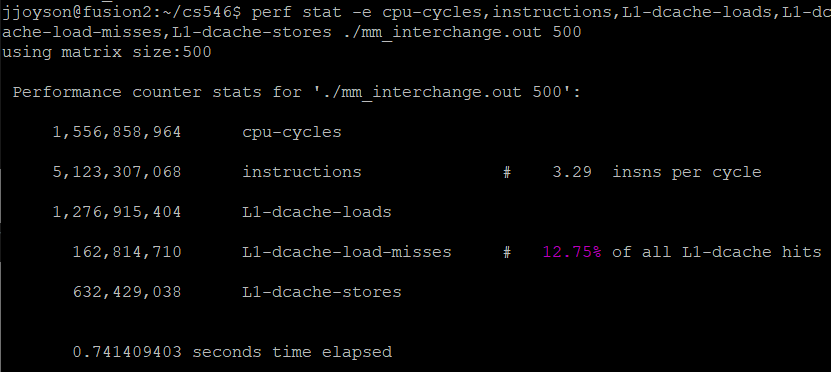 jjoyson@fusion2:~/cs546$ perf stat -e cpu-cycles,instructions,L1-dcache-loads,L1-dc
ache-load-misses,L1-dcache-stores ./mm_interchange.out 500
using matrix size:500
Performance counter stats for './mm_interchange.out 500':
1,556,858,964 cpu-cycles
5,123,307,068 instructions # 3.29 insns per cycle
1,276,915,404 L1-dcache-loads
162,814,710 L1-dcache-load-misses # 12.75% of all L1-dcache hits
632,429,038 L1-dcache-stores
0.741409403 seconds time elapsed